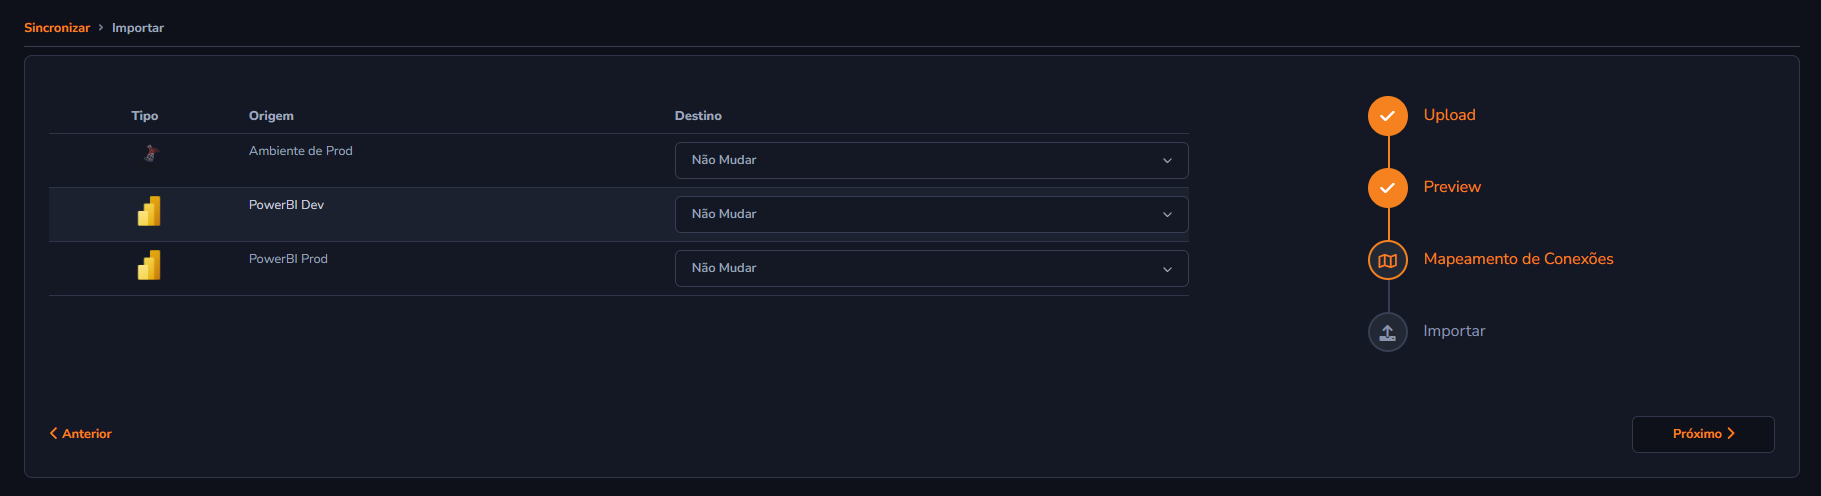 Sincronizar > Importar
Tipo Origem Destino
Ambiente de Prod Não Mudar
PowerBI Dev Não Mudar
PowerBI Prod Não Mudar
Upload
Preview
Mapeamento de Conexões
Importar
Anterior
Próximo